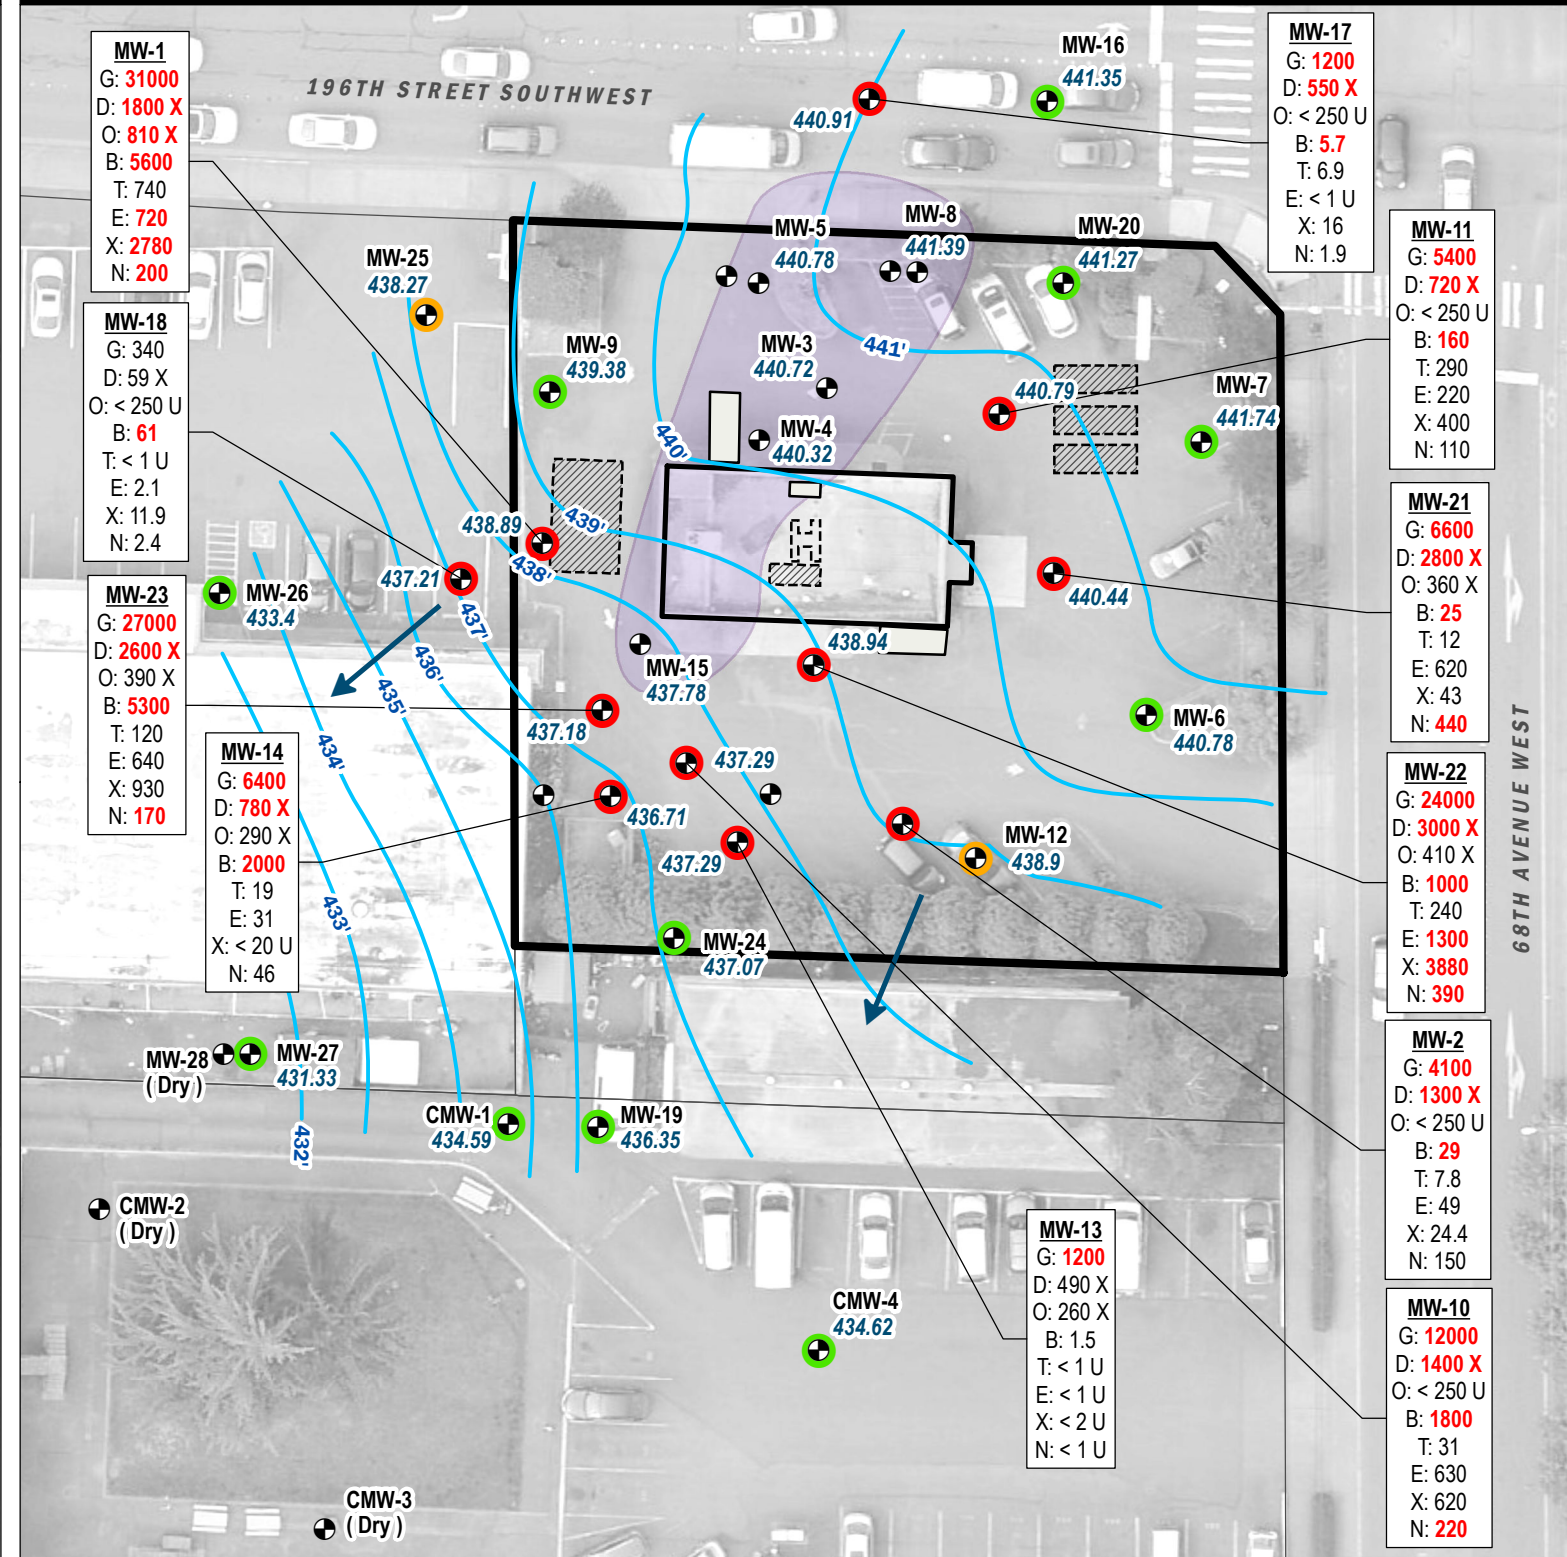 MW-1
G: 31000
D: 1800 X
O: 810 X
B: 5600
T: 740
E: 720
X: 2780
N: 200
MW-18
G: 340
D: 59 X
O: < 250 U
B: 61
T: < 1 U
E: 2.1
X: 11.9
N: 2.4
MW-23
G: 27000
D: 2600 X
O: 390 X
B: 5300
T: 120
E: 640
X: 930
N: 170
MW-14
G: 6400
D: 780 X
O: 290 X
B: 2000
T: 19
E: 31
X: < 20 U
N: 46
196TH STREET SOUTHWEST
MW-16
441.35
440.91
MW-25
438.27
MW-5
440.78
MW-8
441.39
MW-20
441.27
MW-9
439.38
MW-3
440.72
441'
440.79
MW-7
441.74
MW-4
440.32
440'
439'
438.89
438'
437.21
437'
MW-26
433.4
440.44
438.94
436'
MW-15
437.78
435'
437.18
434'
437.29
MW-6
440.78
436.71
437.29
MW-12
438.9
433'
MW-24
437.07
MW-28
( Dry )
MW-27
431.33
432'
CMW-1
434.59
MW-19
436.35
CMW-2
( Dry )
CMW-4
434.62
CMW-3
( Dry )
68TH AVENUE WEST
MW-17
G: 1200
D: 550 X
O: < 250 U
B: 5.7
T: 6.9
E: < 1 U
X: 16
N: 1.9
MW-11
G: 5400
D: 720 X
O: < 250 U
B: 160
T: 290
E: 220
X: 400
N: 110
MW-21
G: 6600
D: 2800 X
O: 360 X
B: 25
T: 12
E: 620
X: 43
N: 440
MW-22
G: 24000
D: 3000 X
O: 410 X
B: 1000
T: 240
E: 1300
X: 3880
N: 390
MW-2
G: 4100
D: 1300 X
O: < 250 U
B: 29
T: 7.8
E: 49
X: 24.4
N: 150
MW-13
G: 1200
D: 490 X
O: 260 X
B: 1.5
T: < 1 U
E: < 1 U
X: < 2 U
N: < 1 U
MW-10
G: 12000
D: 1400 X
O: < 250 U
B: 1800
T: 31
E: 630
X: 620
N: 220